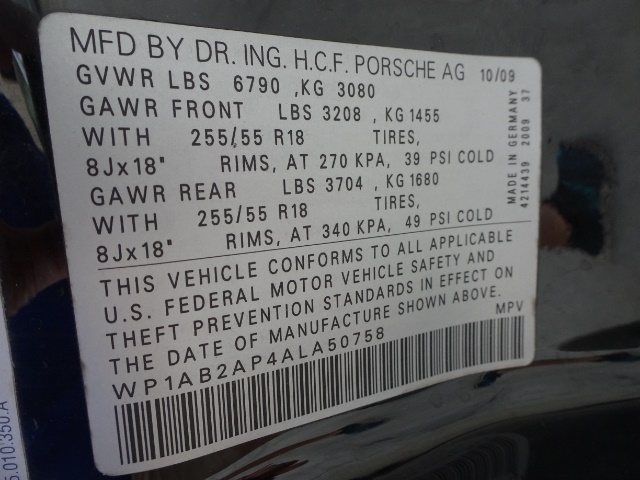 MFD BY DR. ING. H.C.F. PORSCHE AG 10/09
GVWR LBS 6790 ,KG 3080
GAWR FRONT LBS 3208 , KG 1455
WITH 255/55 R18 TIRES,
8Jx18" RIMS, AT 270 KPA, 39 PSI COLD
GAWR REAR LBS 3704 , KG 1680
WITH 255/55 R18 TIRES,
8Jx18" RIMS, AT 340 KPA, 49 PSI COLD
THIS VEHICLE CONFORMS TO ALL APPLICABLE
U.S. FEDERAL MOTOR VEHICLE SAFETY AND
THEFT PREVENTION STANDARDS IN EFFECT ON
THE DATE OF MANUFACTURE SHOWN ABOVE.
WP1AB2AP4ALA50758 MPV
MADE IN GERMANY
4214439 2009 37
5.010.350.A